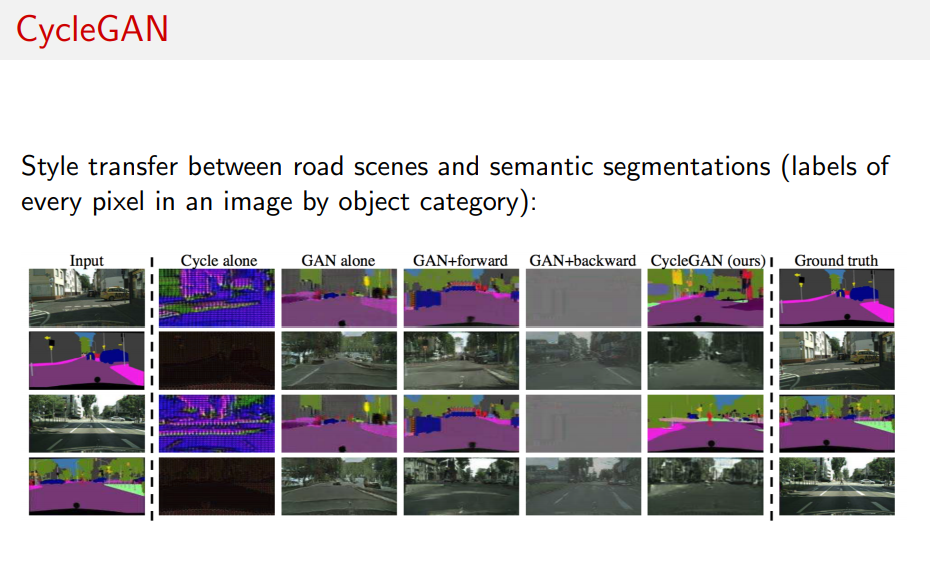 CycleGAN
Style transfer between road scenes and semantic segmentations (labels of
every pixel in an image by object category):
Input Cycle alone GAN alone GAN+forward GAN+backward CycleGAN (ours) Ground truth